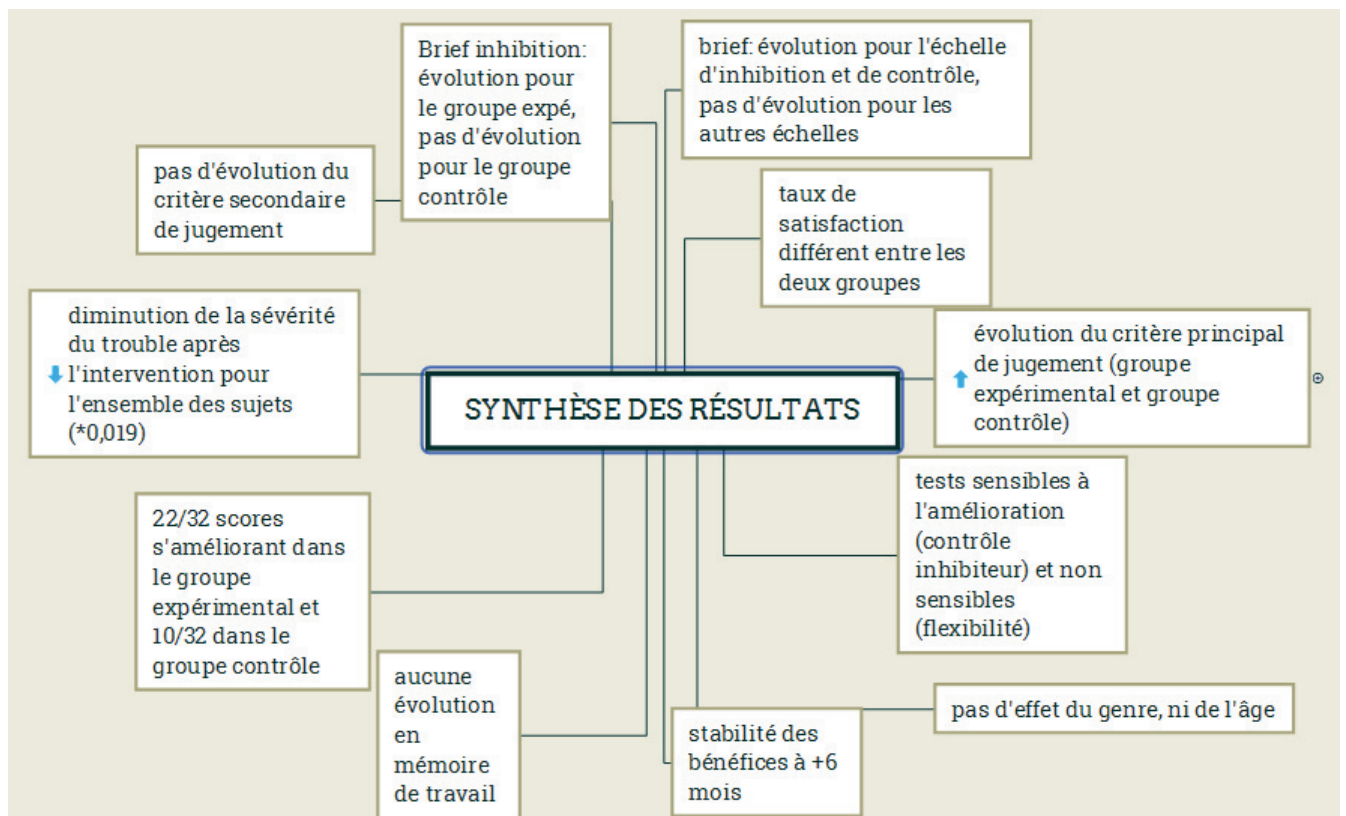 Brief inhibition:
évolution pour
le groupe expé,
pas d'évolution
pour le groupe
contrôle
brief: évolution pour l'échelle
d'inhibition et de contrôle,
pas d'évolution pour les
autres échelles
pas d'évolution du
critère secondaire
de jugement
taux de
satisfaction
différent entre les
deux groupes
diminution de la sévérité
du trouble après
l'intervention pour
l'ensemble des sujets
(*0,019)
évolution du critère principal
de jugement (groupe
expérimental et groupe
contrôle)
SYNTHÈSE DES RÉSULTATS
22/32 scores
s'améliorant dans
le groupe
expérimental et
10/32 dans le
groupe contrôle
tests sensibles à
l'amélioration
(contrôle
inhibiteur) et non
sensibles
(flexibilité)
aucune
évolution
en
mémoire
de travail
stabilité des
bénéfices à +6
mois
pas d'effet du genre, ni de l'âge